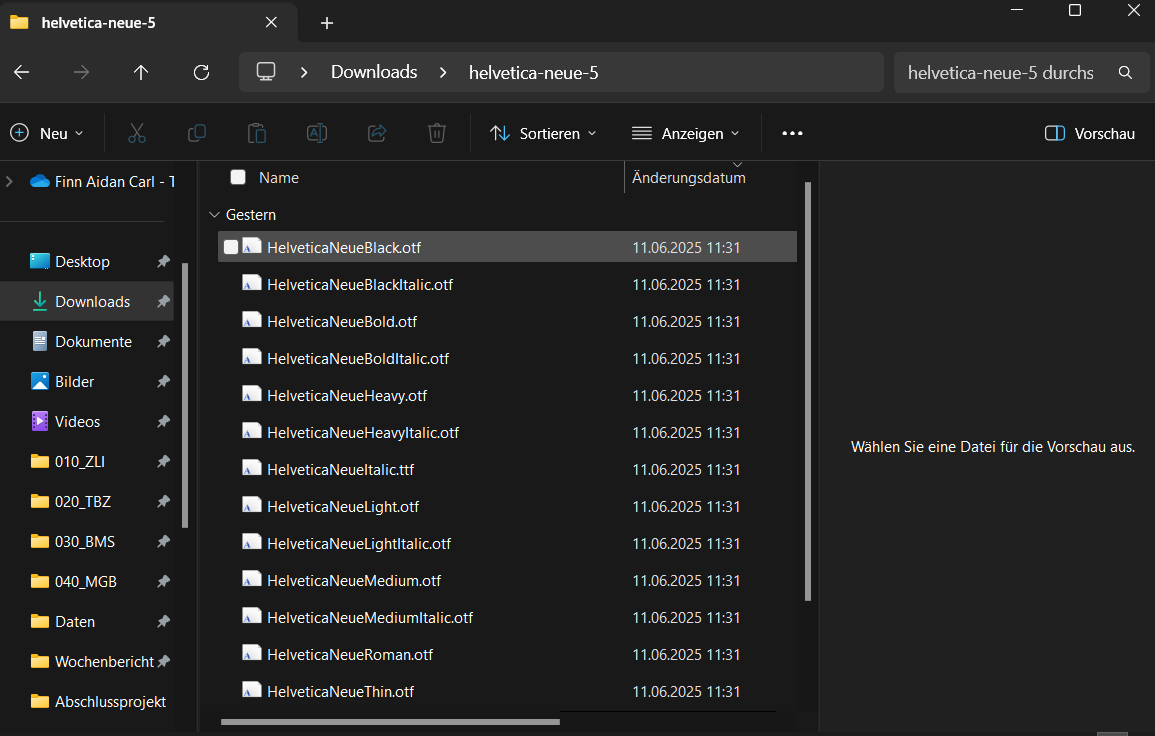 helvetica-neue-5
Downloads
helvetica-neue-5
helvetica-neue-5 durchs
Neu
Sortieren
Anzeigen
Vorschau
Finn Aidan Carl - T
Desktop
Downloads
Dokumente
Bilder
Videos
010_ZLI
020_TBZ
030_BMS
040_MGB
Daten
Wochenbericht
Abschlussprojekt
Name
Änderungsdatum
Gestern
HelveticaNeueBlack.otf 11.06.2025 11:31
HelveticaNeueBlackItalic.otf 11.06.2025 11:31
HelveticaNeueBold.otf 11.06.2025 11:31
HelveticaNeueBoldItalic.otf 11.06.2025 11:31
HelveticaNeueHeavy.otf 11.06.2025 11:31
HelveticaNeueHeavyItalic.otf 11.06.2025 11:31
HelveticaNeueItalic.ttf 11.06.2025 11:31
HelveticaNeueLight.otf 11.06.2025 11:31
HelveticaNeueLightItalic.otf 11.06.2025 11:31
HelveticaNeueMedium.otf 11.06.2025 11:31
HelveticaNeueMediumItalic.otf 11.06.2025 11:31
HelveticaNeueRoman.otf 11.06.2025 11:31
HelveticaNeueThin.otf 11.06.2025 11:31
Wählen Sie eine Datei für die Vorschau aus.